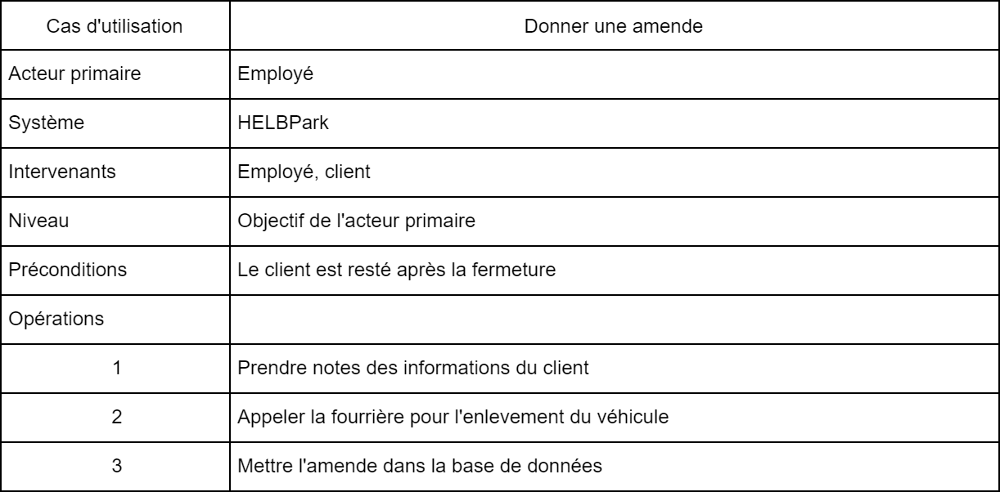 Cas d'utilisation Donner une amende
Acteur primaire Employé
Système HELBPark
Intervenants Employé, client
Niveau Objectif de l'acteur primaire
Préconditions Le client est resté après la fermeture
Opérations
1 Prendre notes des informations du client
2 Appeler la fourrière pour l'enlevement du véhicule
3 Mettre l'amende dans la base de données